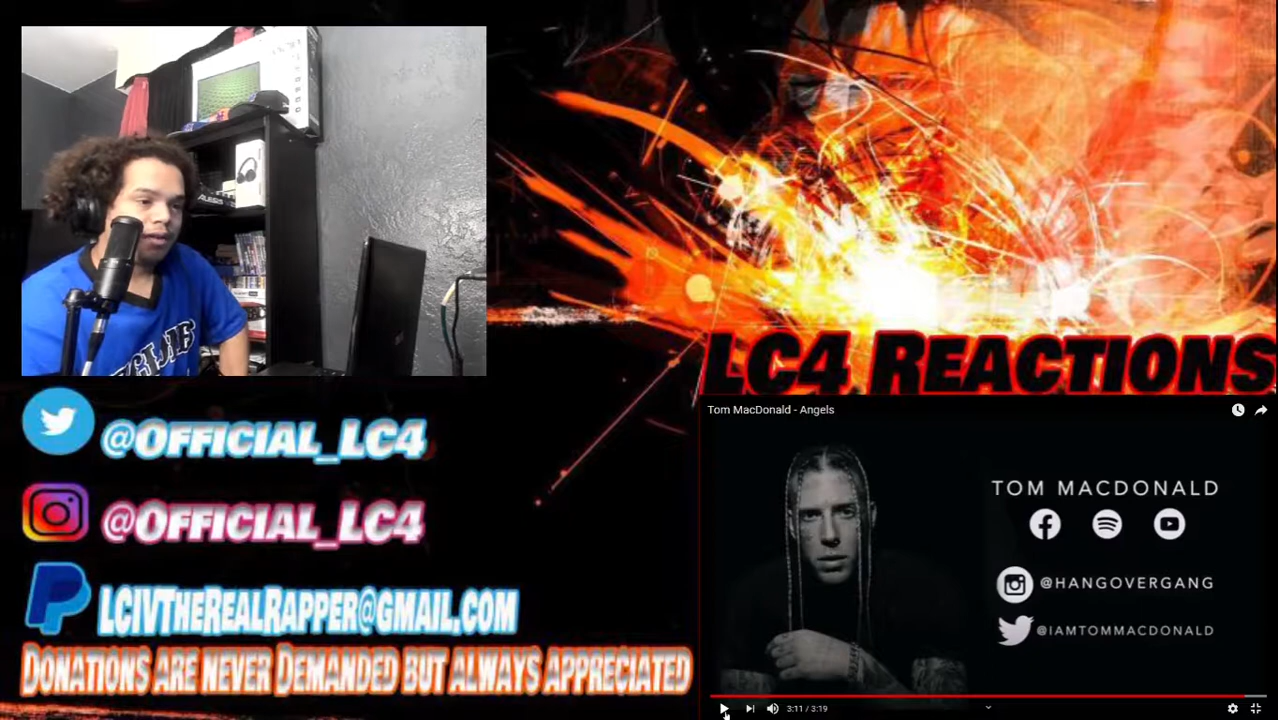 ALESIS
LC4 REACTIONS
@OFFICIAL_LC4
@OFFICIAL_LC4
LCIVTHEREALRAPPER@GMAIL.COM
DONATIONS ARE NEVER DEMANDED BUT ALWAYS APPRECIATED
Tom MacDonald - Angels
TOM MACDONALD
@HANGOVERGANG
@IAMTOMMACDONALD
3:11 / 3:19